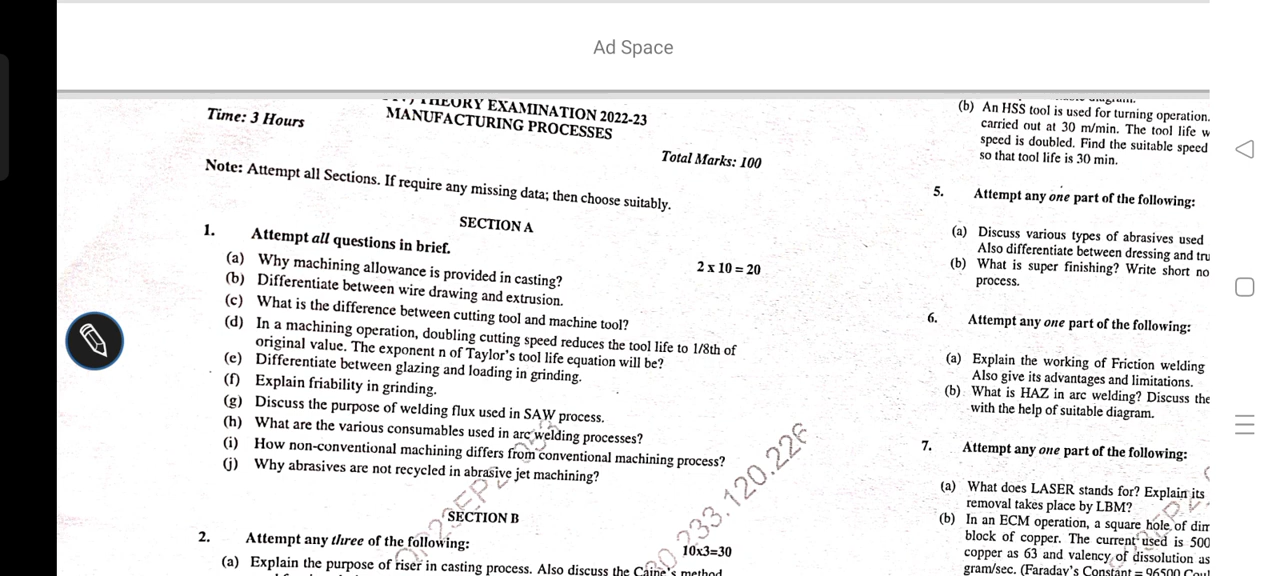 Ad Space
THEORY EXAMINATION 2022-23
MANUFACTURING PROCESSES
Time: 3 Hours
Total Marks: 100
Note: Attempt all Sections. If require any missing data; then choose suitably.
SECTION A
1. Attempt all questions in brief.
2 x 10 = 20
(a) Why machining allowance is provided in casting?
(b) Differentiate between wire drawing and extrusion.
(c) What is the difference between cutting tool and machine tool?
(d) In a machining operation, doubling cutting speed reduces the tool life to 1/8th of
original value. The exponent n of Taylor's tool life equation will be?
(e) Differentiate between glazing and loading in grinding.
(f) Explain friability in grinding.
(g) Discuss the purpose of welding flux used in SAW process.
(h) What are the various consumables used in arc welding processes?
(i) How non-conventional machining differs from conventional machining process?
(j) Why abrasives are not recycled in abrasive jet machining?
SECTION B
2. Attempt any three of the following:
10x3=30
(a) Explain the purpose of riser in casting process. Also discuss the Caine's method
(b) An HSS tool is used for turning operation.
carried out at 30 m/min. The tool life w
speed is doubled. Find the suitable speed
so that tool life is 30 min.
5. Attempt any one part of the following:
(a) Discuss various types of abrasives used
Also differentiate between dressing and tru
(b) What is super finishing? Write short no
process.
6. Attempt any one part of the following:
(a) Explain the working of Friction welding
Also give its advantages and limitations.
(b) What is HAZ in arc welding? Discuss the
with the help of suitable diagram.
7. Attempt any one part of the following:
(a) What does LASER stands for? Explain its
removal takes place by LBM?
(b) In an ECM operation, a square hole of dim
block of copper. The current used is 500
copper as 63 and valency of dissolution as
gram/sec. (Faraday's Constant = 96500 Coul
233.120.226